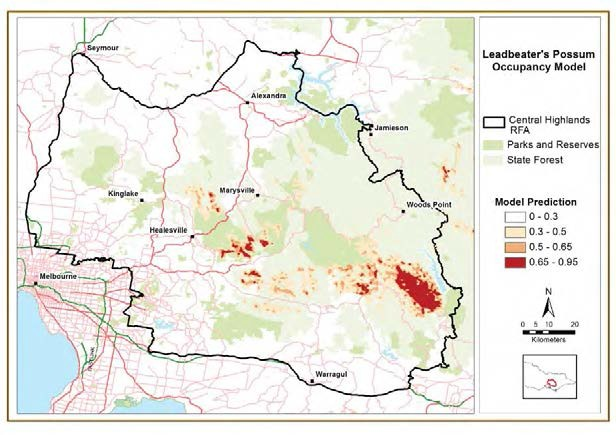 Leadbeater's Possum
Occupancy Model
Central Highlands
RFA
Parks and Reserves
State Forest
Model Prediction
0 - 0.3
0.3 - 0.5
0.5 - 0.65
0.65 - 0.95
N
0 5 10 20
Kilometers
Seymour
Alexandra
Jamieson
Kinglake
Marysville
Woods Point
Healesville
Melbourne
Warragul